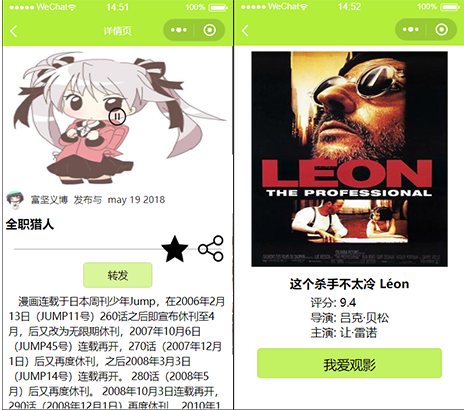 WeChat 14:51
详情页
富坚义博 发布与 may 19 2018
全职猎人
转发
漫画连载于日本周刊少年Jump，在2006年2月
13日（JUMP11号）260话之后即宣布休刊至4
月，后又改为无限期休刊，2007年10月6日
（JUMP45号）连载再开，270话（2007年12月
1日）后又再度休刊，之后2008年3月3日
（JUMP14号）连载再开。 280话（2008年5
月）后又再度休刊。 2008年10月3日连载再开，
290话（2008年12月1日）再度休刊。 2010年1
WeChat 14:52
LEON
THE PROFESSIONAL
这个杀手不太冷 Léon
评分: 9.4
导演: 吕克·贝松
主演: 让·雷诺
我爱观影